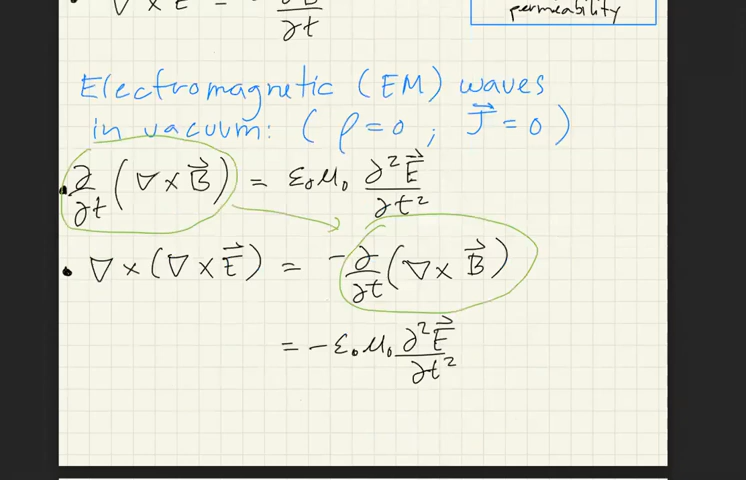 • ∇ × E⃗ = - ∂B⃗/∂t
permeability
Electromagnetic (EM) waves
in vacuum: ( ρ=0 , J⃗=0 )
• ∂/∂t (∇ × B⃗) = ε₀μ₀ ∂²E⃗/∂t²
• ∇ × (∇ × E⃗) = -∂/∂t (∇ × B⃗)
= -ε₀μ₀ ∂²E⃗/∂t²